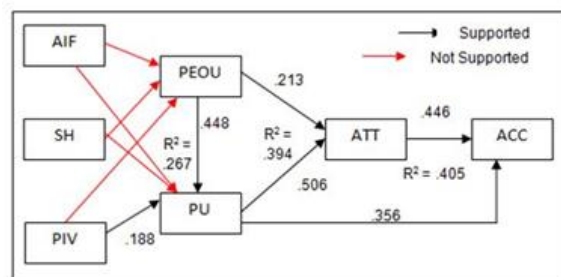 AIF
Supported
Not Supported
PEOU
.213
SH
.448
R² = .267
R² = .394
ATT
.446
ACC
R² = .405
.506
PIV
.188
PU
.356